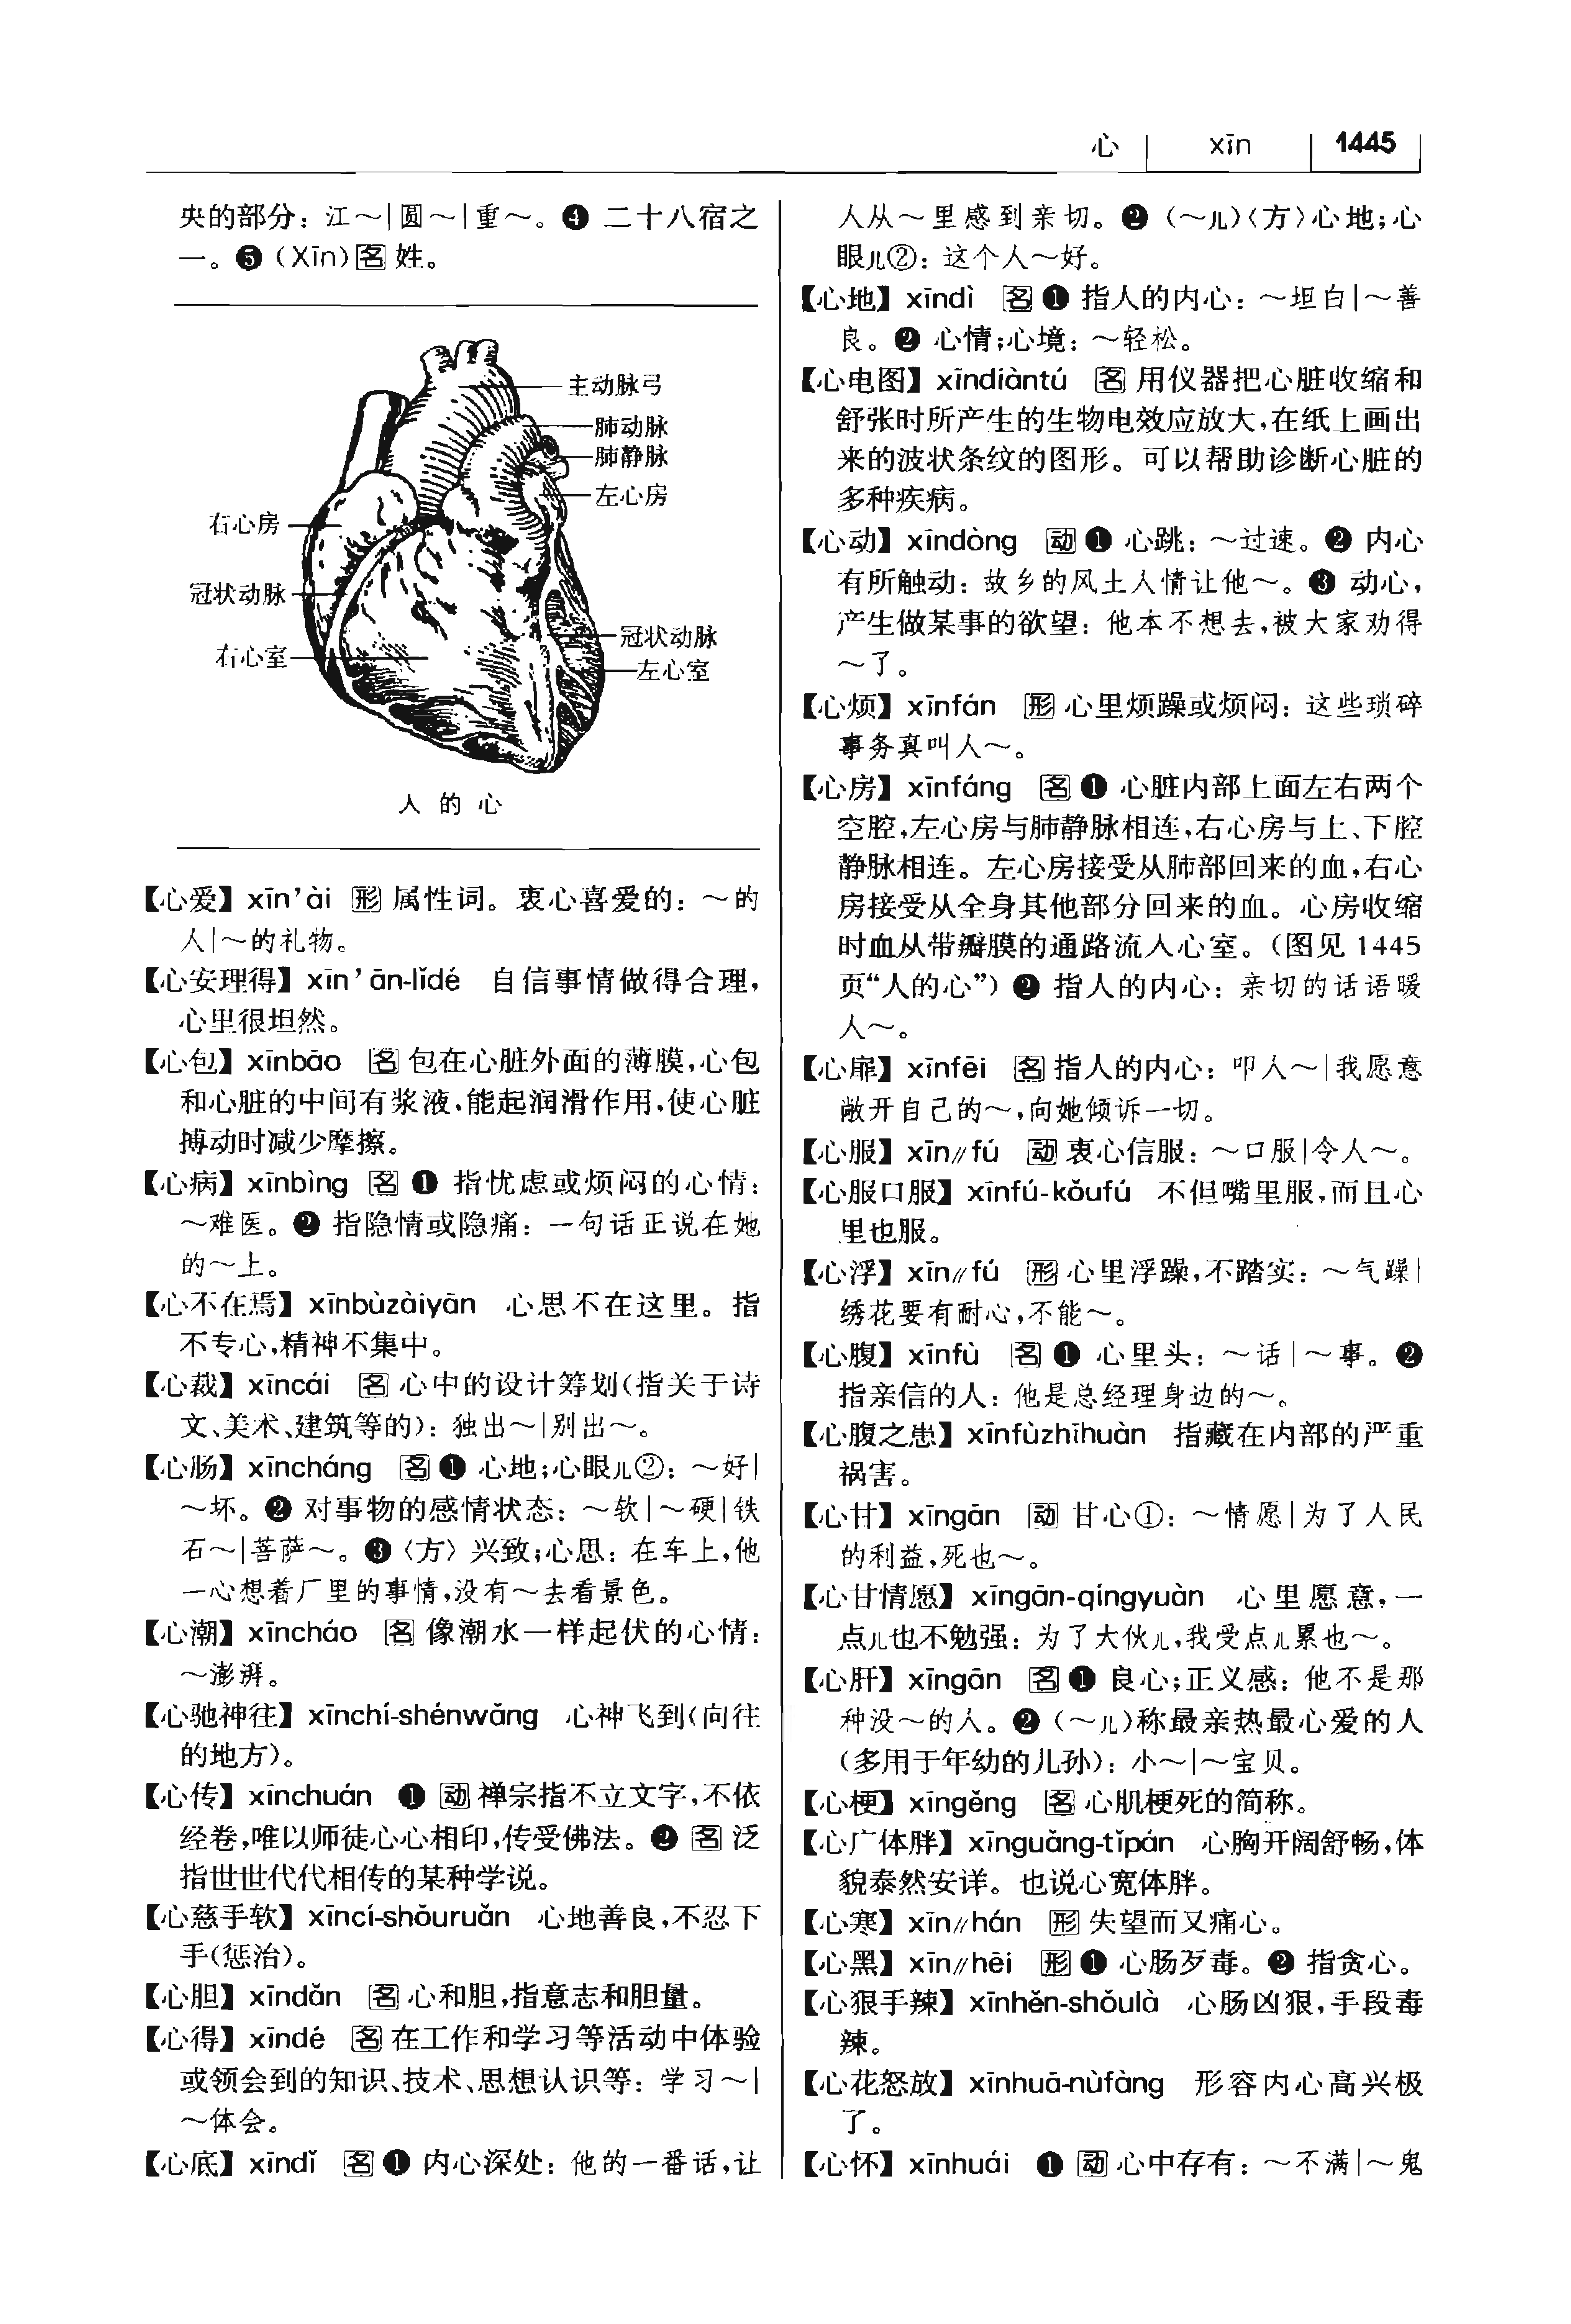 心 xīn 1445
央的部分：江～|圆～|重～。❹ 二十八宿之
一。❺（Xīn）名 姓。
主动脉弓
肺动脉
肺静脉
左心房
右心房
冠状动脉
冠状动脉
右心室
左心室
人的心
【心爱】xīn’ài 形 属性词。衷心喜爱的：～的
人|～的礼物。
【心安理得】xīn’ān-lǐdé 自信事情做得合理，
心里很坦然。
【心包】xīnbāo 名 包在心脏外面的薄膜，心包
和心脏的中间有浆液，能起润滑作用，使心脏
搏动时减少摩擦。
【心病】xīnbìng 名 ❶ 指忧虑或烦闷的心情：
～难医。❷ 指隐情或隐痛：一句话正说在她
的～上。
【心不在焉】xīnbùzàiyān 心思不在这里。指
不专心，精神不集中。
【心裁】xīncái 名 心中的设计筹划（指关于诗
文、美术、建筑等的）：独出～|别出～。
【心肠】xīncháng 名 ❶ 心地；心眼儿②：～好|
～坏。❷ 对事物的感情状态：～软|～硬|铁
石～|菩萨～。❸〈方〉兴致；心思：在车上，他
一心想着厂里的事情，没有～去看景色。
【心潮】xīncháo 名 像潮水一样起伏的心情：
～澎湃。
【心驰神往】xīnchí-shénwǎng 心神飞到（向往
的地方）。
【心传】xīnchuán ❶ 动 禅宗指不立文字，不依
经卷，唯以师徒心心相印，传受佛法。❷ 名 泛
指世世代代相传的某种学说。
【心慈手软】xīncí-shǒuruǎn 心地善良，不忍下
手（惩治）。
【心胆】xīndǎn 名 心和胆，指意志和胆量。
【心得】xīndé 名 在工作和学习等活动中体验
或领会到的知识、技术、思想认识等：学习～|
～体会。
【心底】xīndǐ 名 ❶ 内心深处：他的一番话，让
人从～里感到亲切。❷（～儿）〈方〉心地；心
眼儿②：这个人～好。
【心地】xīndì 名 ❶ 指人的内心：～坦白|～善
良。❷ 心情；心境：～轻松。
【心电图】xīndiàntú 名 用仪器把心脏收缩和
舒张时所产生的生物电效应放大，在纸上画出
来的波状条纹的图形。可以帮助诊断心脏的
多种疾病。
【心动】xīndòng 动 ❶ 心跳：～过速。❷ 内心
有所触动：故乡的风土人情让他～。❸ 动心，
产生做某事的欲望：他本不想去，被大家劝得
～了。
【心烦】xīnfán 形 心里烦躁或烦闷：这些琐碎
事务真叫人～。
【心房】xīnfáng 名 ❶ 心脏内部上面左右两个
空腔，左心房与肺静脉相连，右心房与上、下腔
静脉相连。左心房接受从肺部回来的血，右心
房接受从全身其他部分回来的血。心房收缩
时血从带瓣膜的通路流入心室。（图见 1445
页“人的心”）❷ 指人的内心：亲切的话语暖
人～。
【心扉】xīnfēi 名 指人的内心：叩人～|我愿意
敞开自己的～，向她倾诉一切。
【心服】xīn∥fú 动 衷心信服：～口服|令人～。
【心服口服】xīnfú-kǒufú 不但嘴里服，而且心
里也服。
【心浮】xīn∥fú 形 心里浮躁，不踏实：～气躁|
绣花要有耐心，不能～。
【心腹】xīnfù 名 ❶ 心里头：～话|～事。❷
指亲信的人：他是总经理身边的～。
【心腹之患】xīnfùzhīhuàn 指藏在内部的严重
祸害。
【心甘】xīngān 动 甘心①：～情愿|为了人民
的利益，死也～。
【心甘情愿】xīngān-qíngyuàn 心里愿意，一
点儿也不勉强：为了大伙儿，我受点儿累也～。
【心肝】xīngān 名 ❶ 良心；正义感：他不是那
种没～的人。❷（～儿）称最亲热最心爱的人
（多用于年幼的儿孙）：小～|～宝贝。
【心梗】xīngěng 名 心肌梗死的简称。
【心广体胖】xīnguǎng-tǐpán 心胸开阔舒畅，体
貌泰然安详。也说心宽体胖。
【心寒】xīn∥hán 形 失望而又痛心。
【心黑】xīn∥hēi 形 ❶ 心肠歹毒。❷ 指贪心。
【心狠手辣】xīnhěn-shǒulà 心肠凶狠，手段毒
辣。
【心花怒放】xīnhuā-nùfàng 形容内心高兴极
了。
【心怀】xīnhuái ❶ 动 心中存有：～不满|～鬼